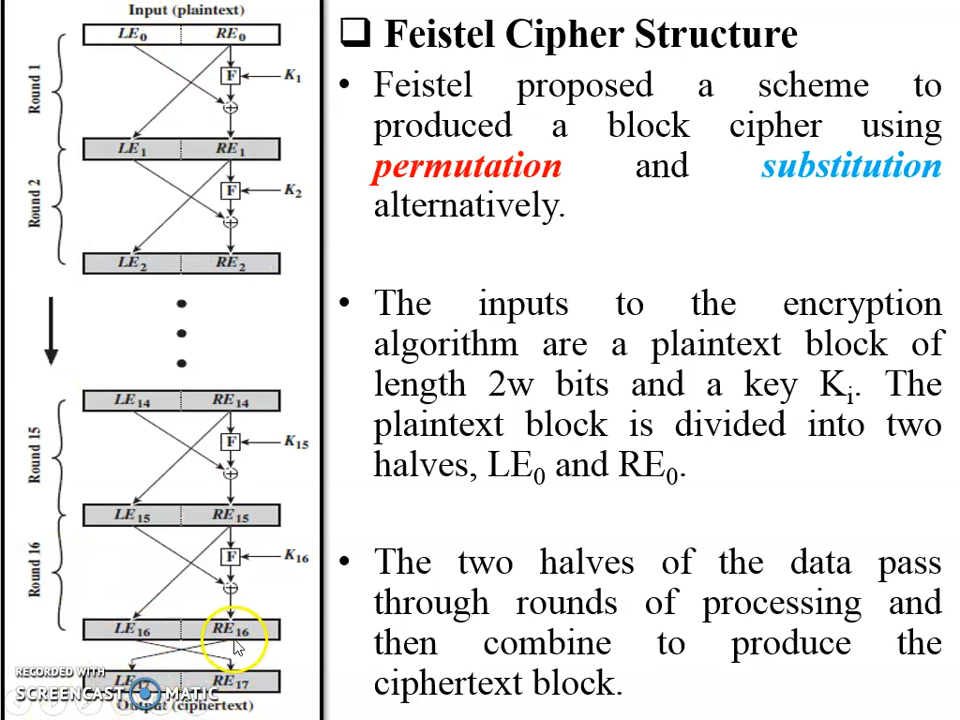 Input (plaintext)
LE0 RE0
F K1
Round 1
LE1 RE1
F K2
Round 2
LE2 RE2
LE14 RE14
F K15
Round 15
LE15 RE15
F K16
Round 16
LE16 RE16
LE17 RE17
Output (ciphertext)
RECORDED WITH
SCREENCAST MATIC
❑ Feistel Cipher Structure
• Feistel proposed a scheme to
produced a block cipher using
permutation and substitution
alternatively.
• The inputs to the encryption
algorithm are a plaintext block of
length 2w bits and a key Ki. The
plaintext block is divided into two
halves, LE0 and RE0.
• The two halves of the data pass
through rounds of processing and
then combine to produce the
ciphertext block.